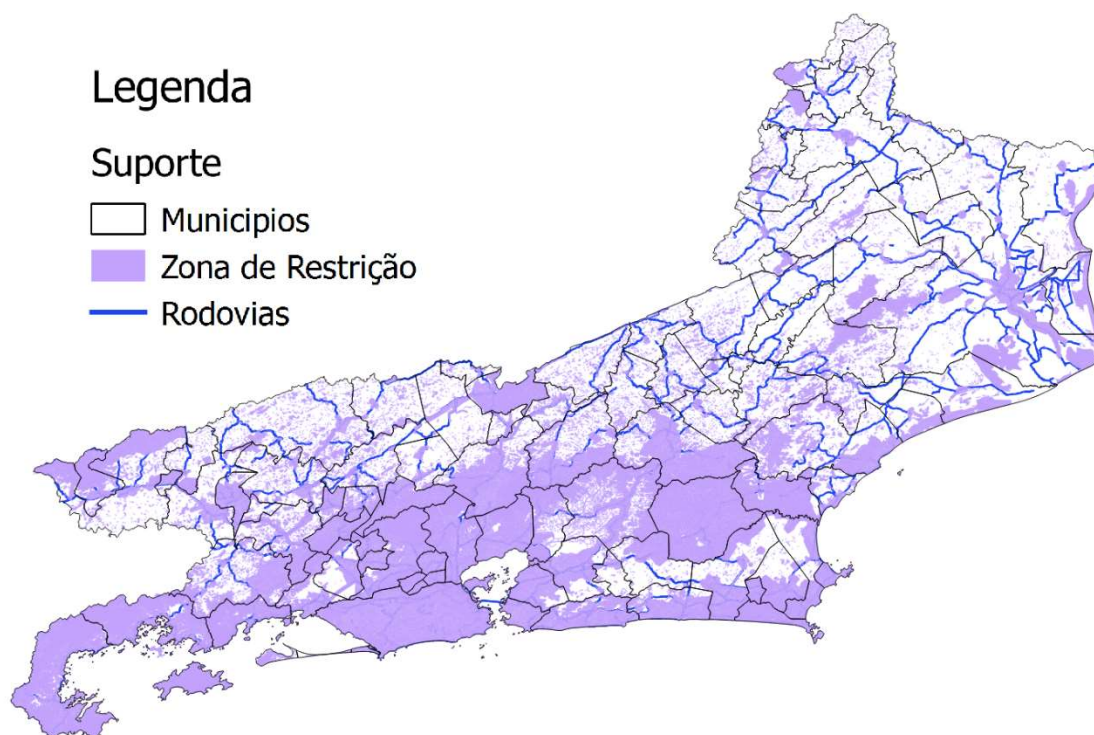 Legenda
Suporte
Municipios
Zona de Restrição
Rodovias